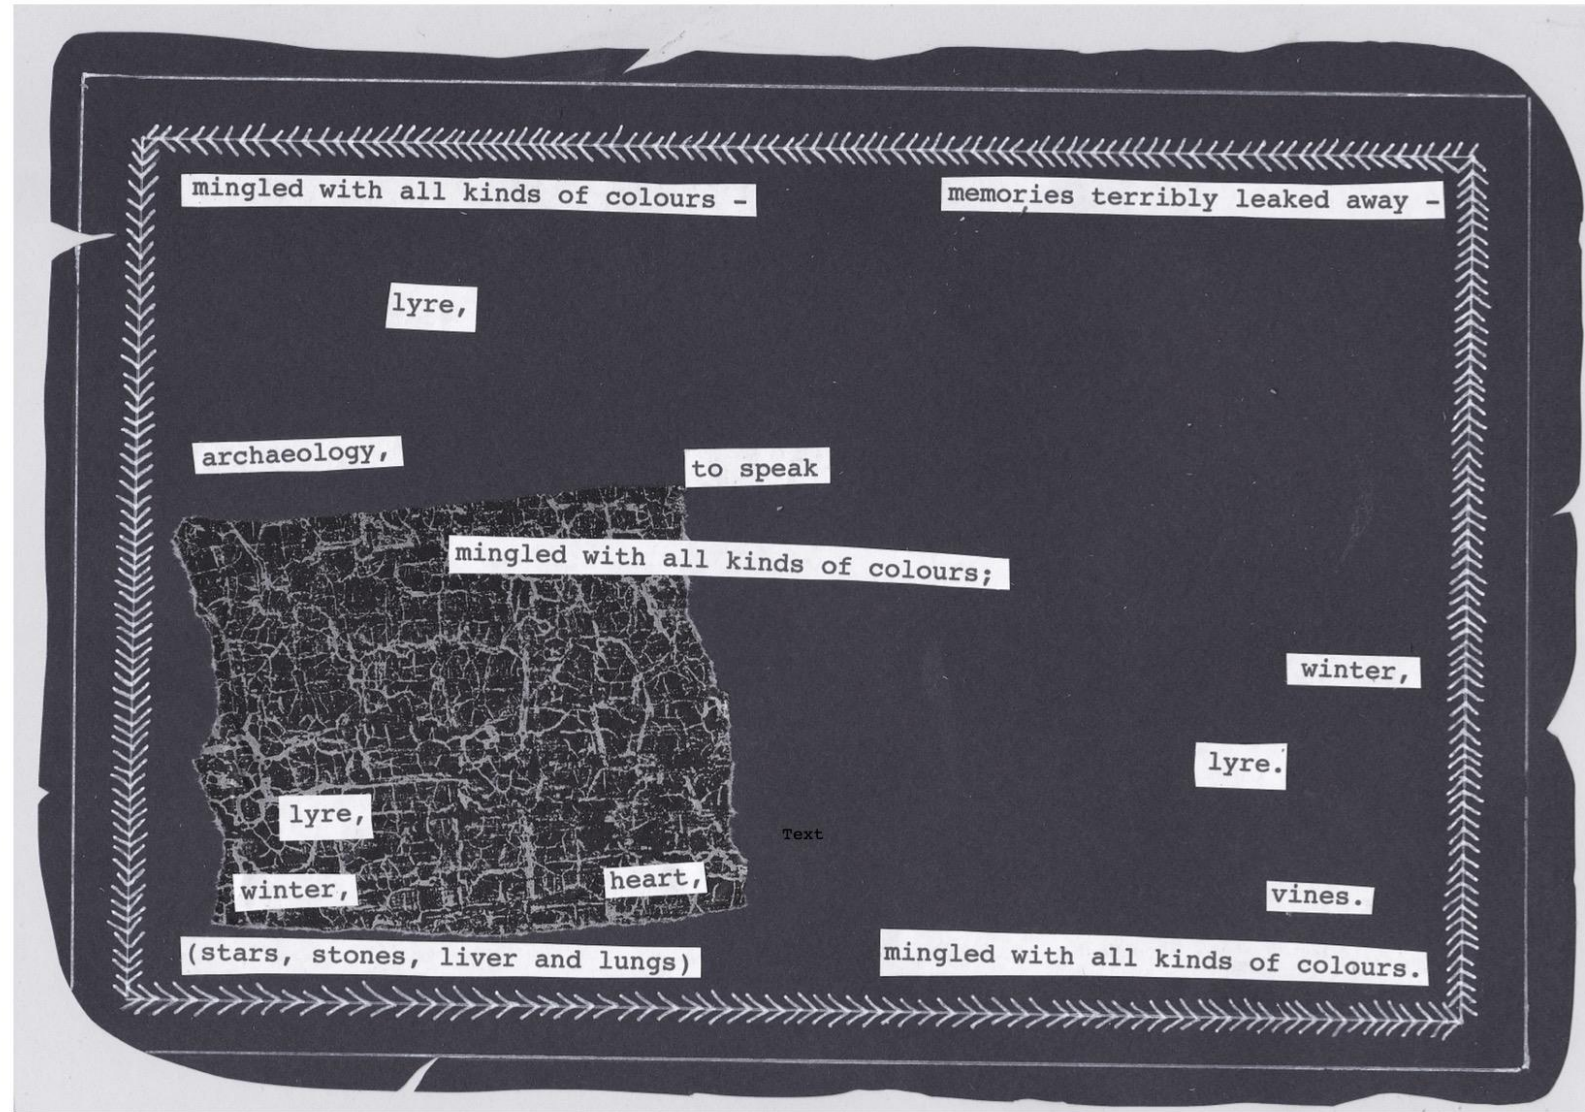 mingled with all kinds of colours –
memories terribly leaked away –
lyre,
archaeology,
to speak
mingled with all kinds of colours;
winter,
lyre.
lyre,
Text
heart,
winter,
vines.
(stars, stones, liver and lungs)
mingled with all kinds of colours.